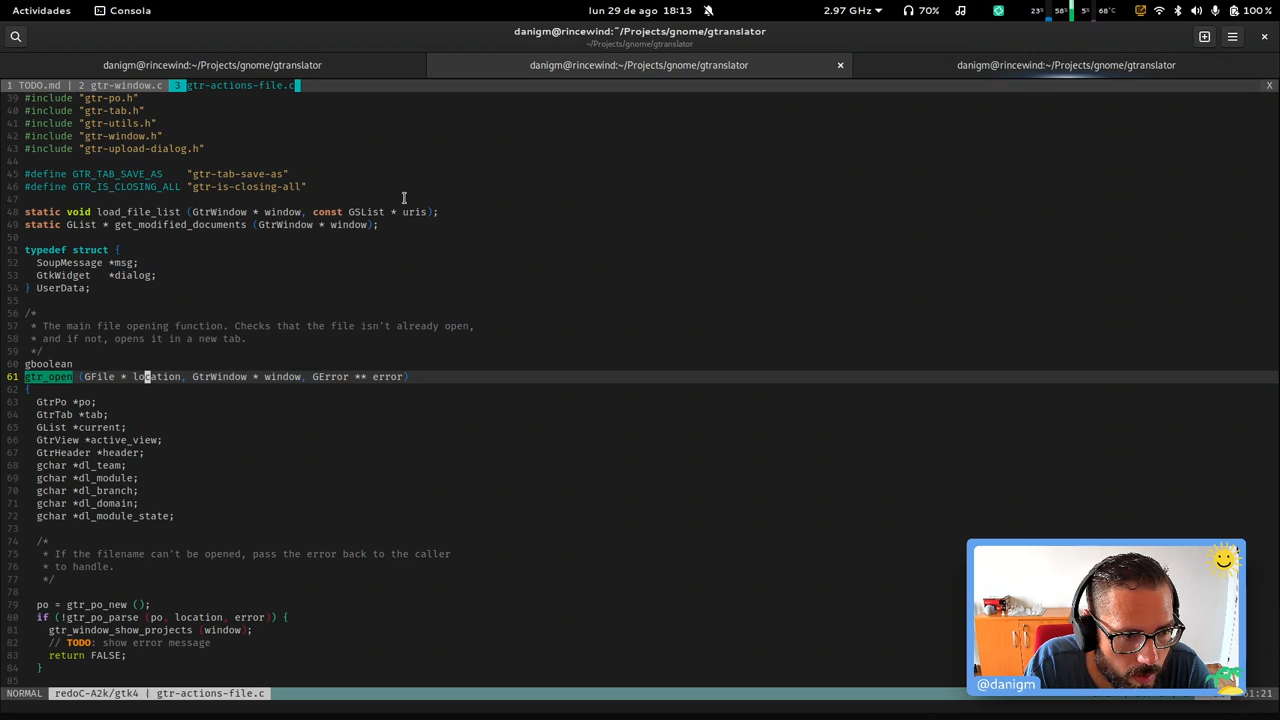 Actividades
Consola
lun 29 de ago 18:13
2.97 GHz
70%
23%
58%
5%
68°C
100 %
danigm@rincewind:~/Projects/gnome/gtranslator
~/Projects/gnome/gtranslator
danigm@rincewind:~/Projects/gnome/gtranslator
danigm@rincewind:~/Projects/gnome/gtranslator
danigm@rincewind:~/Projects/gnome/gtranslator
1 TODO.md | 2 gtr-window.c 3 gtr-actions-file.c X
39 #include "gtr-po.h"
40 #include "gtr-tab.h"
41 #include "gtr-utils.h"
42 #include "gtr-window.h"
43 #include "gtr-upload-dialog.h"
44
45 #define GTR_TAB_SAVE_AS "gtr-tab-save-as"
46 #define GTR_IS_CLOSING_ALL "gtr-is-closing-all"
47
48 static void load_file_list (GtrWindow * window, const GSList * uris);
49 static GList * get_modified_documents (GtrWindow * window);
50
51 typedef struct {
52 SoupMessage *msg;
53 GtkWidget *dialog;
54 } UserData;
55
56 /*
57 * The main file opening function. Checks that the file isn't already open,
58 * and if not, opens it in a new tab.
59 */
60 gboolean
61 gtr_open (GFile * location, GtrWindow * window, GError ** error)
62 {
63 GtrPo *po;
64 GtrTab *tab;
65 GList *current;
66 GtrView *active_view;
67 GtrHeader *header;
68 gchar *dl_team;
69 gchar *dl_module;
70 gchar *dl_branch;
71 gchar *dl_domain;
72 gchar *dl_module_state;
73
74 /*
75 * If the filename can't be opened, pass the error back to the caller
76 * to handle.
77 */
78
79 po = gtr_po_new ();
80 if (!gtr_po_parse (po, location, error)) {
81 gtr_window_show_projects (window);
82 // TODO: show error message
83 return FALSE;
84 }
85
NORMAL redoC-A2k/gtk4 | gtr-actions-file.c
61:21
@danigm